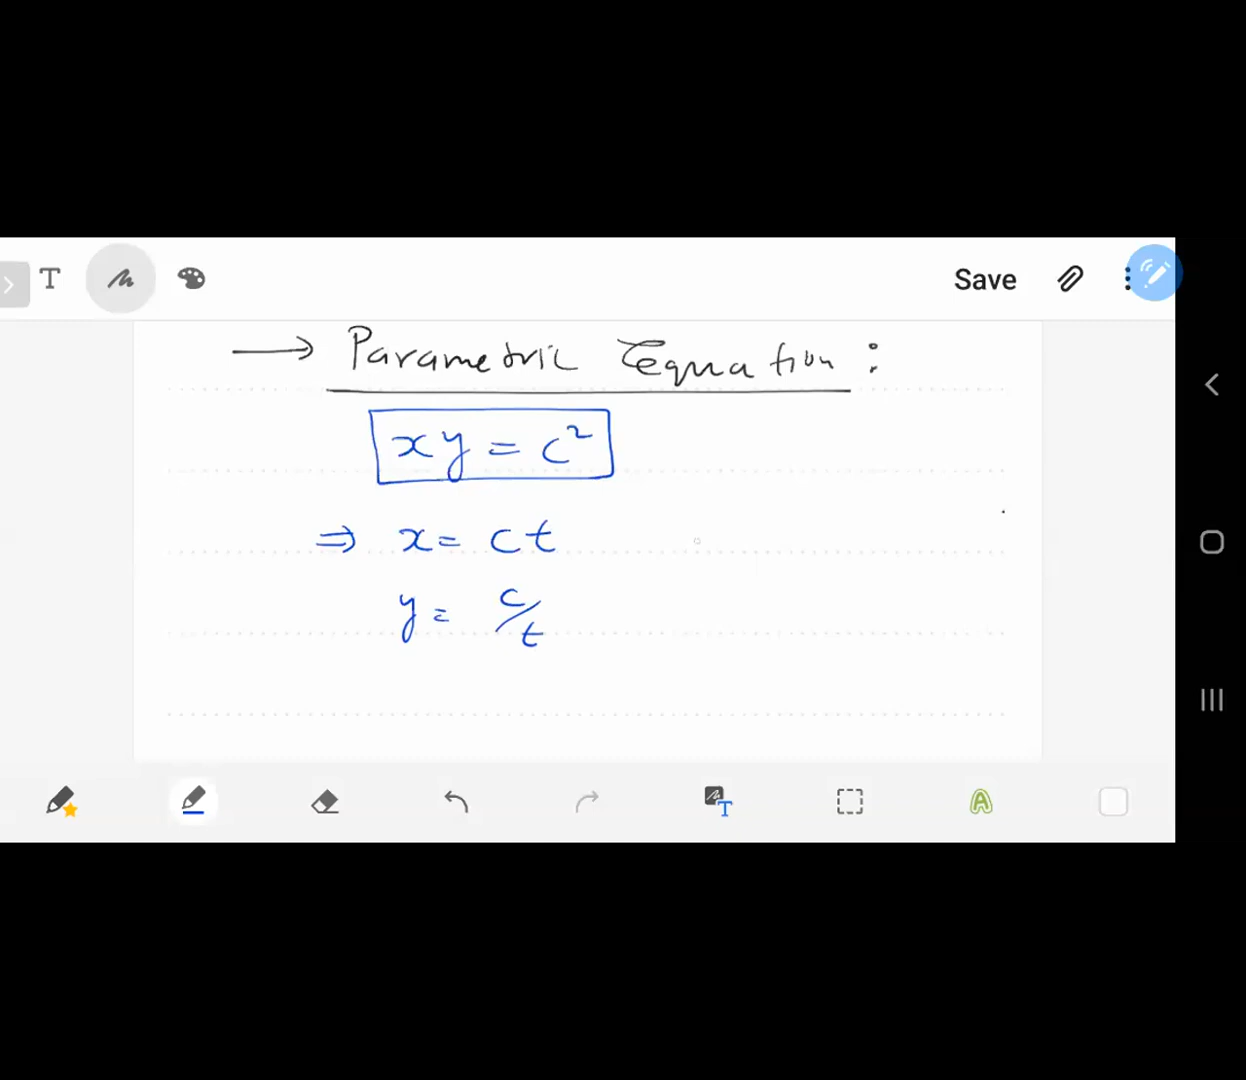 T Save
→ Parametric Equation :
xy = c²
⇒ x = ct
y = c/t